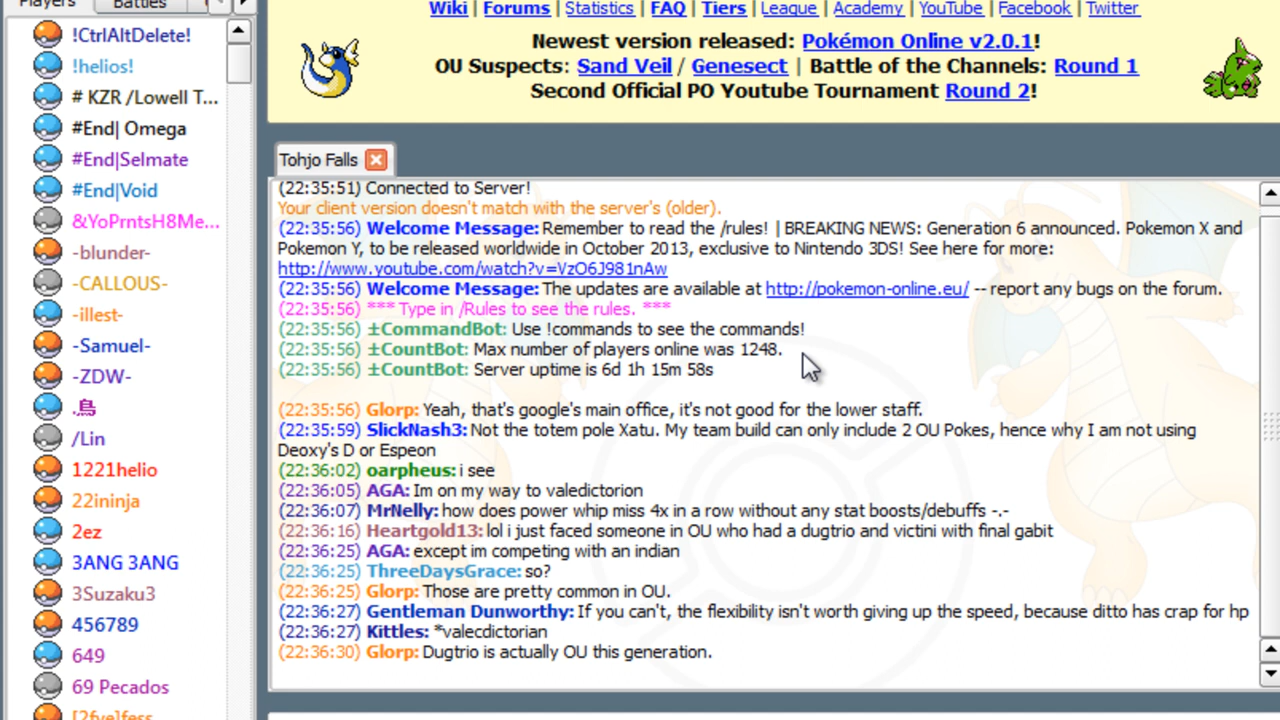 Players Battles
!CtrlAltDelete!
!helios!
# KZR /Lowell T...
#End| Omega
#End|Selmate
#End|Void
&YoPrntsH8Me...
-blunder-
-CALLOUS-
-illest-
-Samuel-
-ZDW-
.鳥
/Lin
1221helio
22ininja
2ez
3ANG 3ANG
3Suzaku3
456789
649
69 Pecados
[2fye]fess
Wiki | Forums | Statistics | FAQ | Tiers | League | Academy | YouTube | Facebook | Twitter
Newest version released: Pokémon Online v2.0.1!
OU Suspects: Sand Veil / Genesect | Battle of the Channels: Round 1
Second Official PO Youtube Tournament Round 2!
Tohjo Falls
(22:35:51) Connected to Server!
Your client version doesn't match with the server's (older).
(22:35:56) Welcome Message: Remember to read the /rules! | BREAKING NEWS: Generation 6 announced. Pokemon X and
Pokemon Y, to be released worldwide in October 2013, exclusive to Nintendo 3DS! See here for more:
http://www.youtube.com/watch?v=VzO6J981nAw
(22:35:56) Welcome Message: The updates are available at http://pokemon-online.eu/ -- report any bugs on the forum.
(22:35:56) *** Type in /Rules to see the rules. ***
(22:35:56) ±CommandBot: Use !commands to see the commands!
(22:35:56) ±CountBot: Max number of players online was 1248.
(22:35:56) ±CountBot: Server uptime is 6d 1h 15m 58s
(22:35:56) Glorp: Yeah, that's google's main office, it's not good for the lower staff.
(22:35:59) SlickNash3: Not the totem pole Xatu. My team build can only include 2 OU Pokes, hence why I am not using
Deoxy's D or Espeon
(22:36:02) oarpheus: i see
(22:36:05) AGA: Im on my way to valedictorion
(22:36:07) MrNelly: how does power whip miss 4x in a row without any stat boosts/debuffs -.-
(22:36:16) Heartgold13: lol i just faced someone in OU who had a dugtrio and victini with final gabit
(22:36:25) AGA: except im competing with an indian
(22:36:25) ThreeDaysGrace: so?
(22:36:25) Glorp: Those are pretty common in OU.
(22:36:27) Gentleman Dunworthy: If you can't, the flexibility isn't worth giving up the speed, because ditto has crap for hp
(22:36:27) Kittles: *valecdictorian
(22:36:30) Glorp: Dugtrio is actually OU this generation.